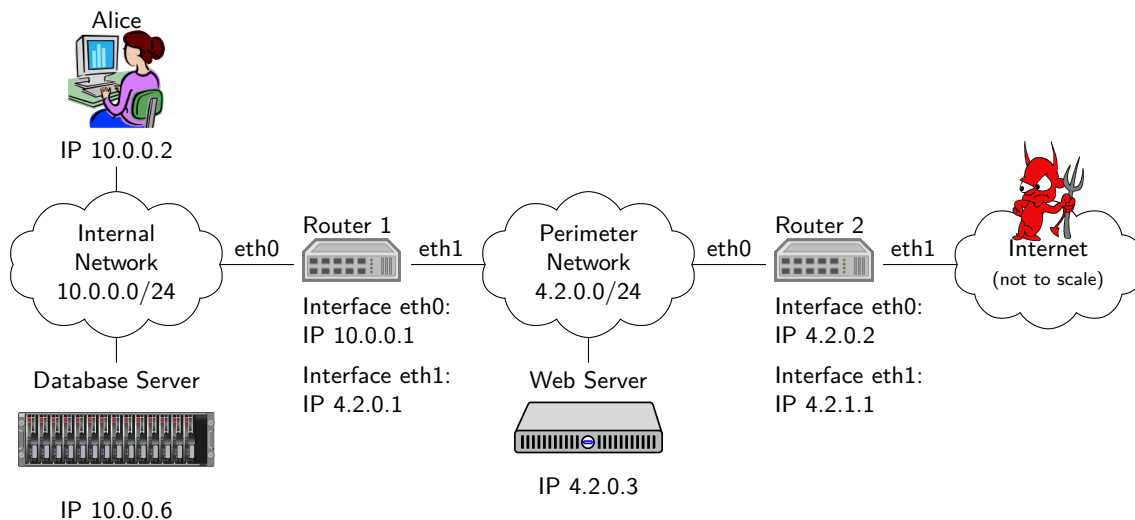 Alice
IP 10.0.0.2
Internal
Network
10.0.0.0/24
eth0
Router 1
eth1
Interface eth0:
IP 10.0.0.1
Interface eth1:
IP 4.2.0.1
Perimeter
Network
4.2.0.0/24
eth0
Router 2
eth1
Interface eth0:
IP 4.2.0.2
Interface eth1:
IP 4.2.1.1
Internet
(not to scale)
Database Server
IP 10.0.0.6
Web Server
IP 4.2.0.3